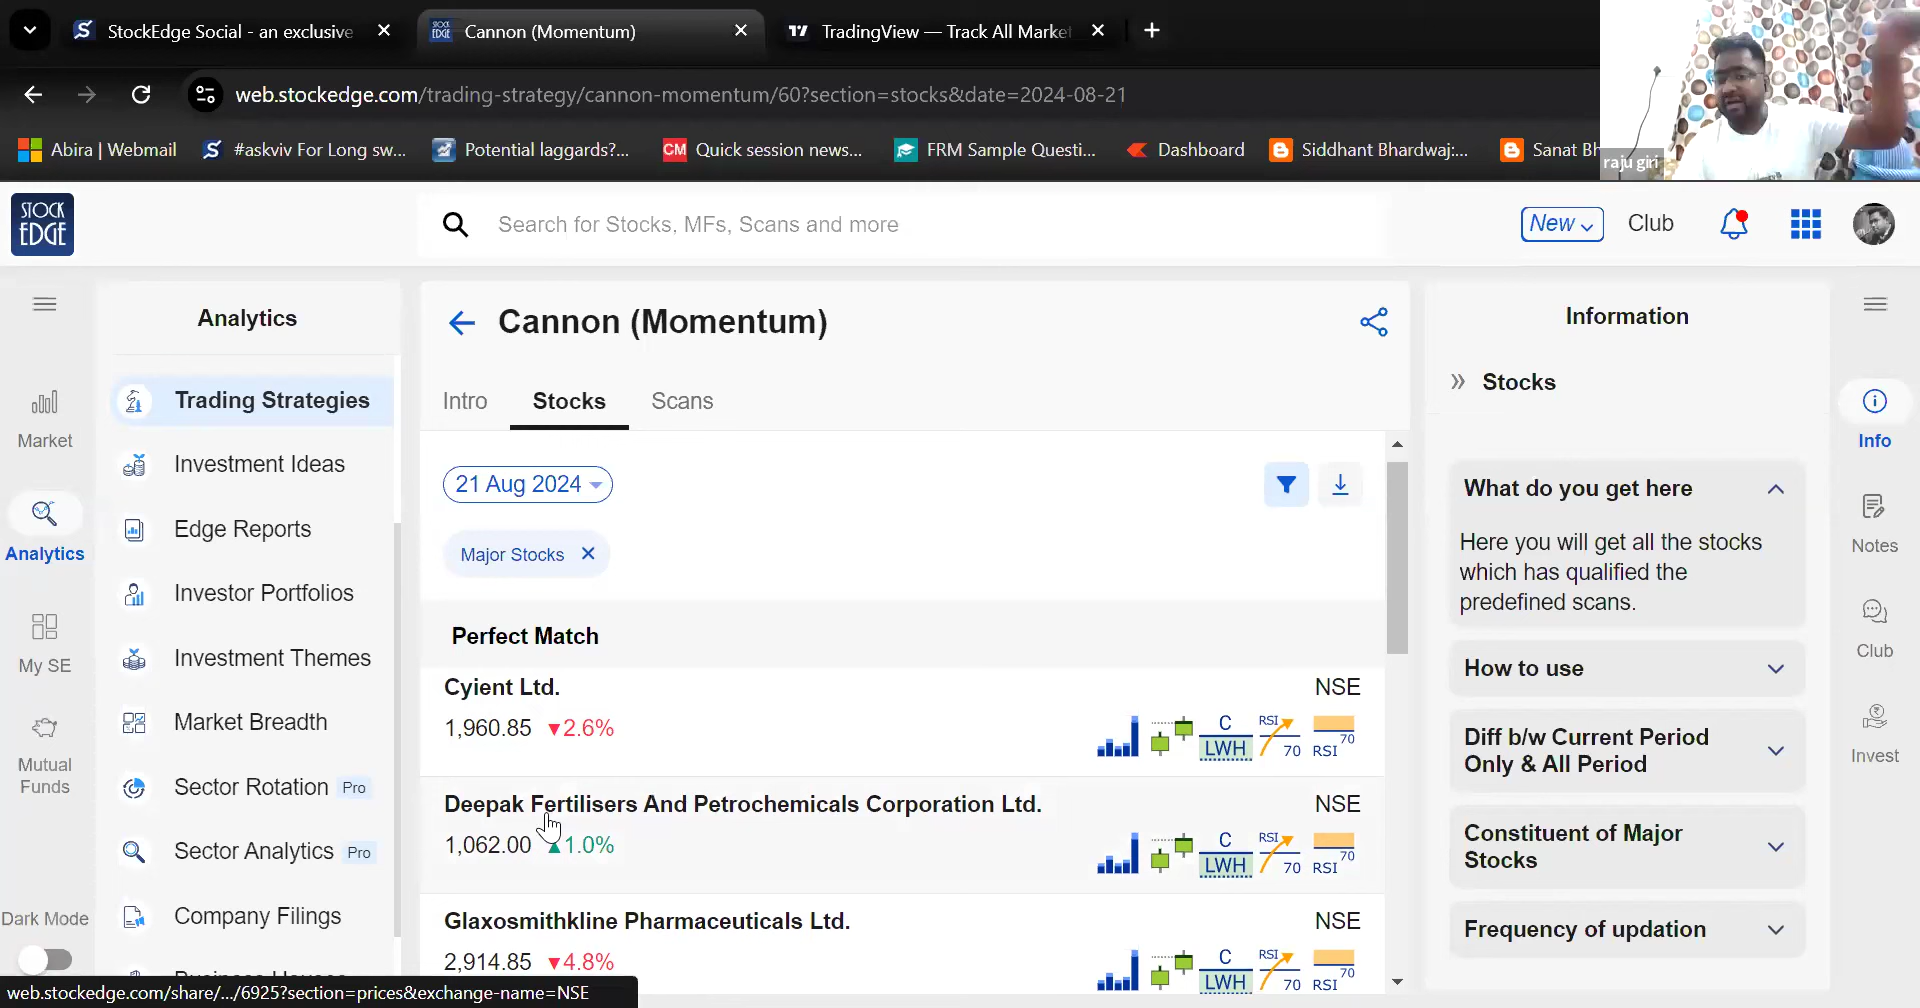 StockEdge Social - an exclusive
Cannon (Momentum)
TradingView — Track All Market
web.stockedge.com/trading-strategy/cannon-momentum/60?section=stocks&date=2024-08-21
Abira | Webmail
#askviv For Long sw...
Potential laggards?...
CM Quick session news...
FRM Sample Questi...
Dashboard
Siddhant Bhardwaj:...
Sanat Bh
raju giri
STOCK
EDGE
Search for Stocks, MFs, Scans and more
New
Club
Market
Analytics
My SE
Mutual
Funds
Dark Mode
Analytics
Trading Strategies
Investment Ideas
Edge Reports
Investor Portfolios
Investment Themes
Market Breadth
Sector Rotation Pro
Sector Analytics Pro
Company Filings
Cannon (Momentum)
Intro
Stocks
Scans
21 Aug 2024
Major Stocks
Perfect Match
Cyient Ltd. NSE
1,960.85 ▼2.6%
C LWH RSI 70 RSI 70
Deepak Fertilisers And Petrochemicals Corporation Ltd. NSE
1,062.00 ▲1.0%
C LWH RSI 70 RSI 70
Glaxosmithkline Pharmaceuticals Ltd. NSE
2,914.85 ▼4.8%
C LWH RSI 70 RSI 70
Information
Stocks
What do you get here
Here you will get all the stocks
which has qualified the
predefined scans.
How to use
Diff b/w Current Period
Only & All Period
Constituent of Major
Stocks
Frequency of updation
Info
Notes
Club
Invest
web.stockedge.com/share/.../6925?section=prices&exchange-name=NSE